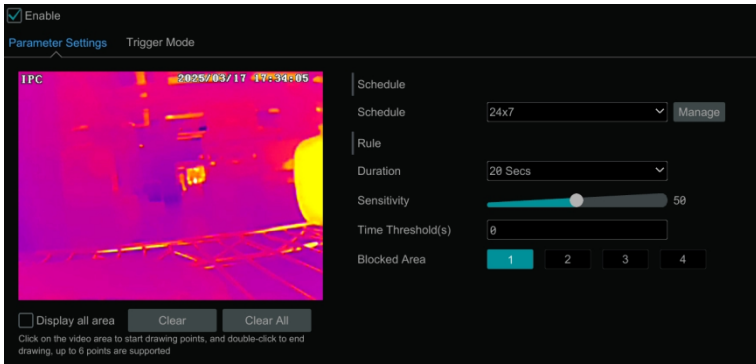 Enable
Parameter Settings Trigger Mode
IPC 2025/03/17 17:34:05
Schedule
Schedule 24x7 Manage
Rule
Duration 20 Secs
Sensitivity 50
Time Threshold(s) 0
Blocked Area 1 2 3 4
Display all area Clear Clear All
Click on the video area to start drawing points, and double-click to end
drawing, up to 6 points are supported